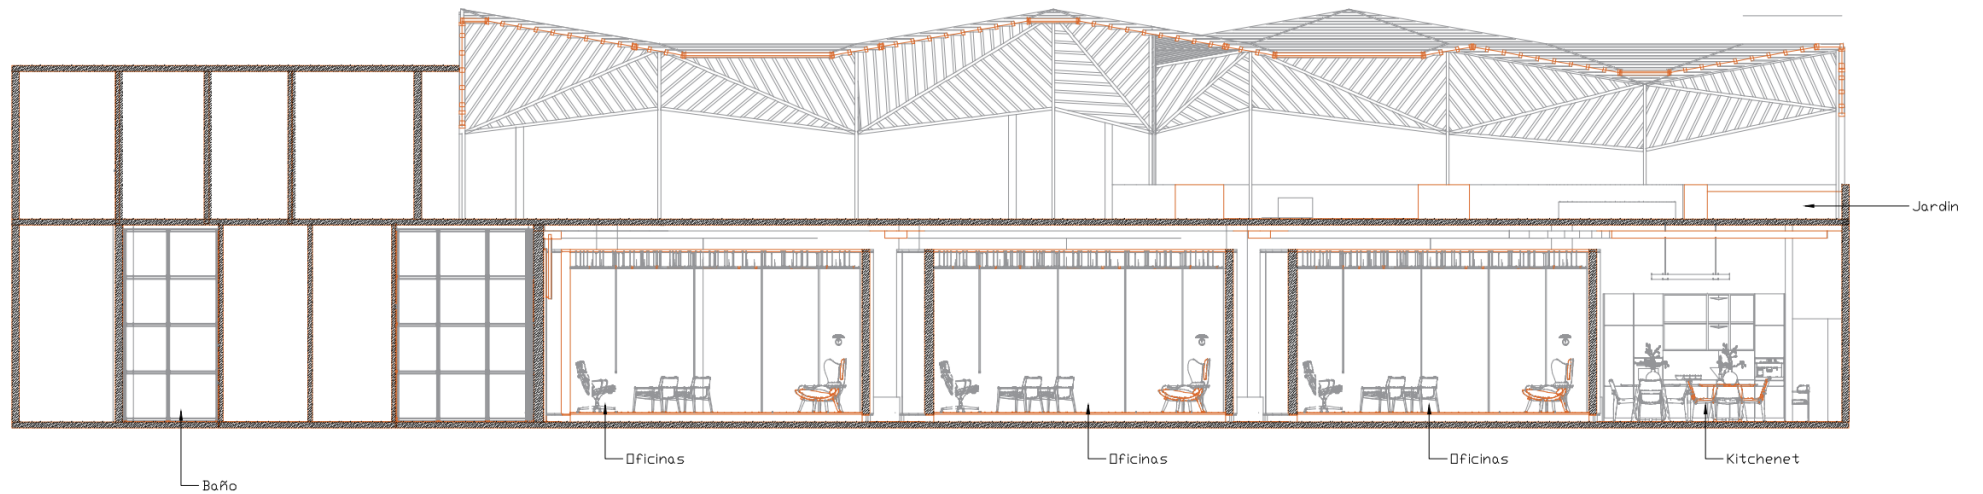 Jardin
Oficinas
Oficinas
Oficinas
Kitchenet
Baño